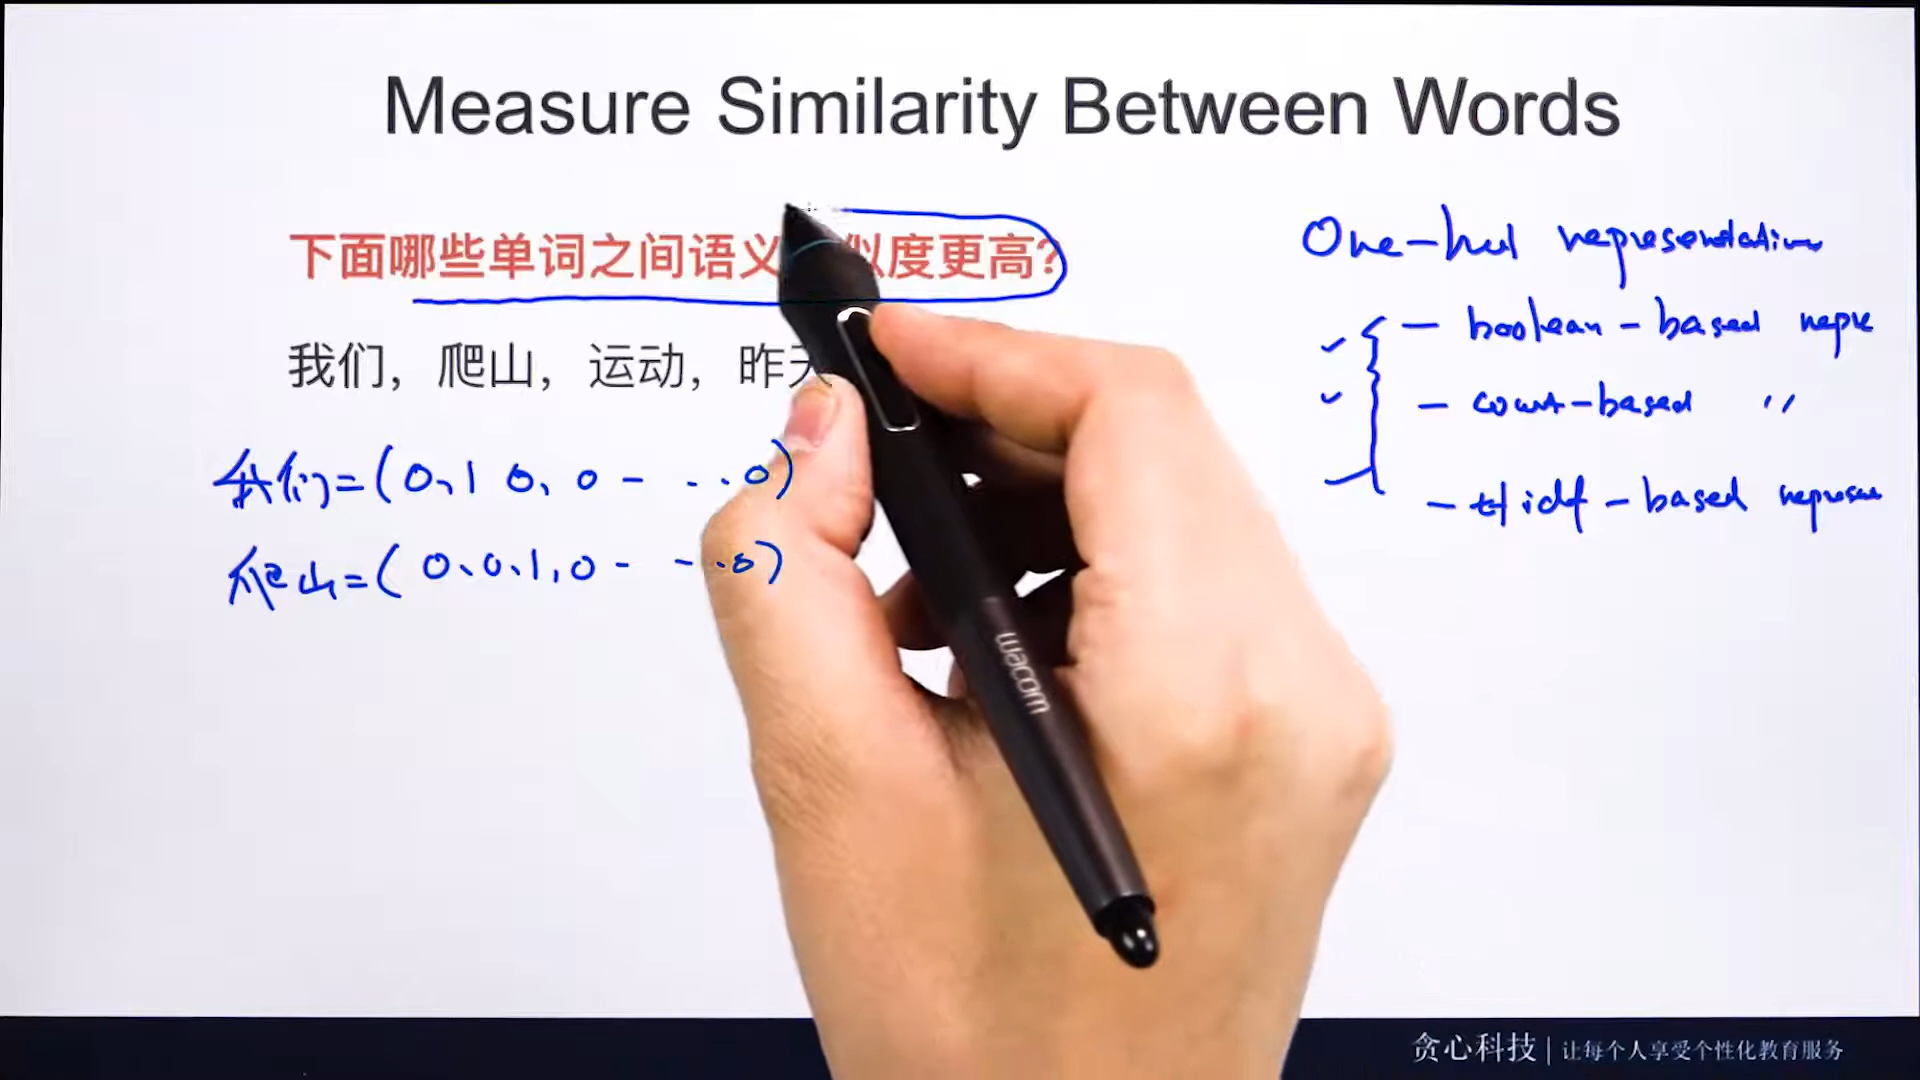 Measure Similarity Between Words
下面哪些单词之间语义 似度更高?
我们, 爬山, 运动, 昨天
One-hot representation
- boolean-based repre
- count-based 〃
- tfidf-based represe
我们=(0,1 0, 0 - ...0)
爬山=(0,0,1,0 - -..0)
wacom
贪心科技 | 让每个人享受个性化教育服务